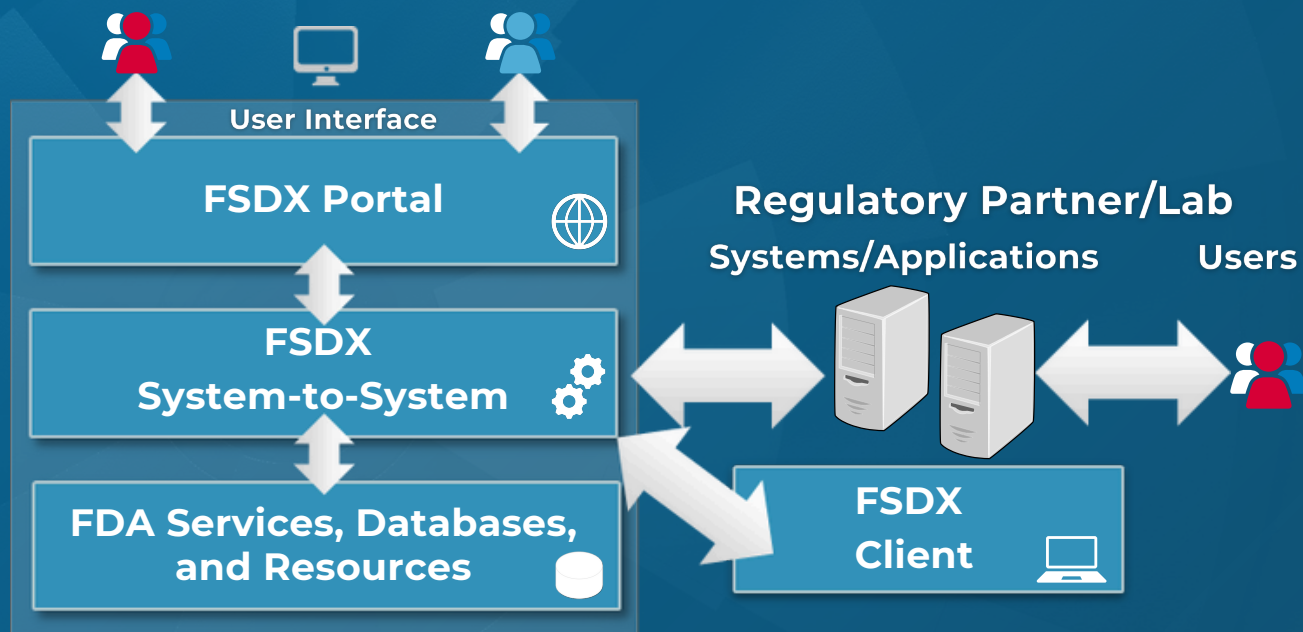 User Interface
FSDX Portal
FSDX
System-to-System
FDA Services, Databases,
and Resources
Regulatory Partner/Lab
Systems/Applications
Users
FSDX
Client